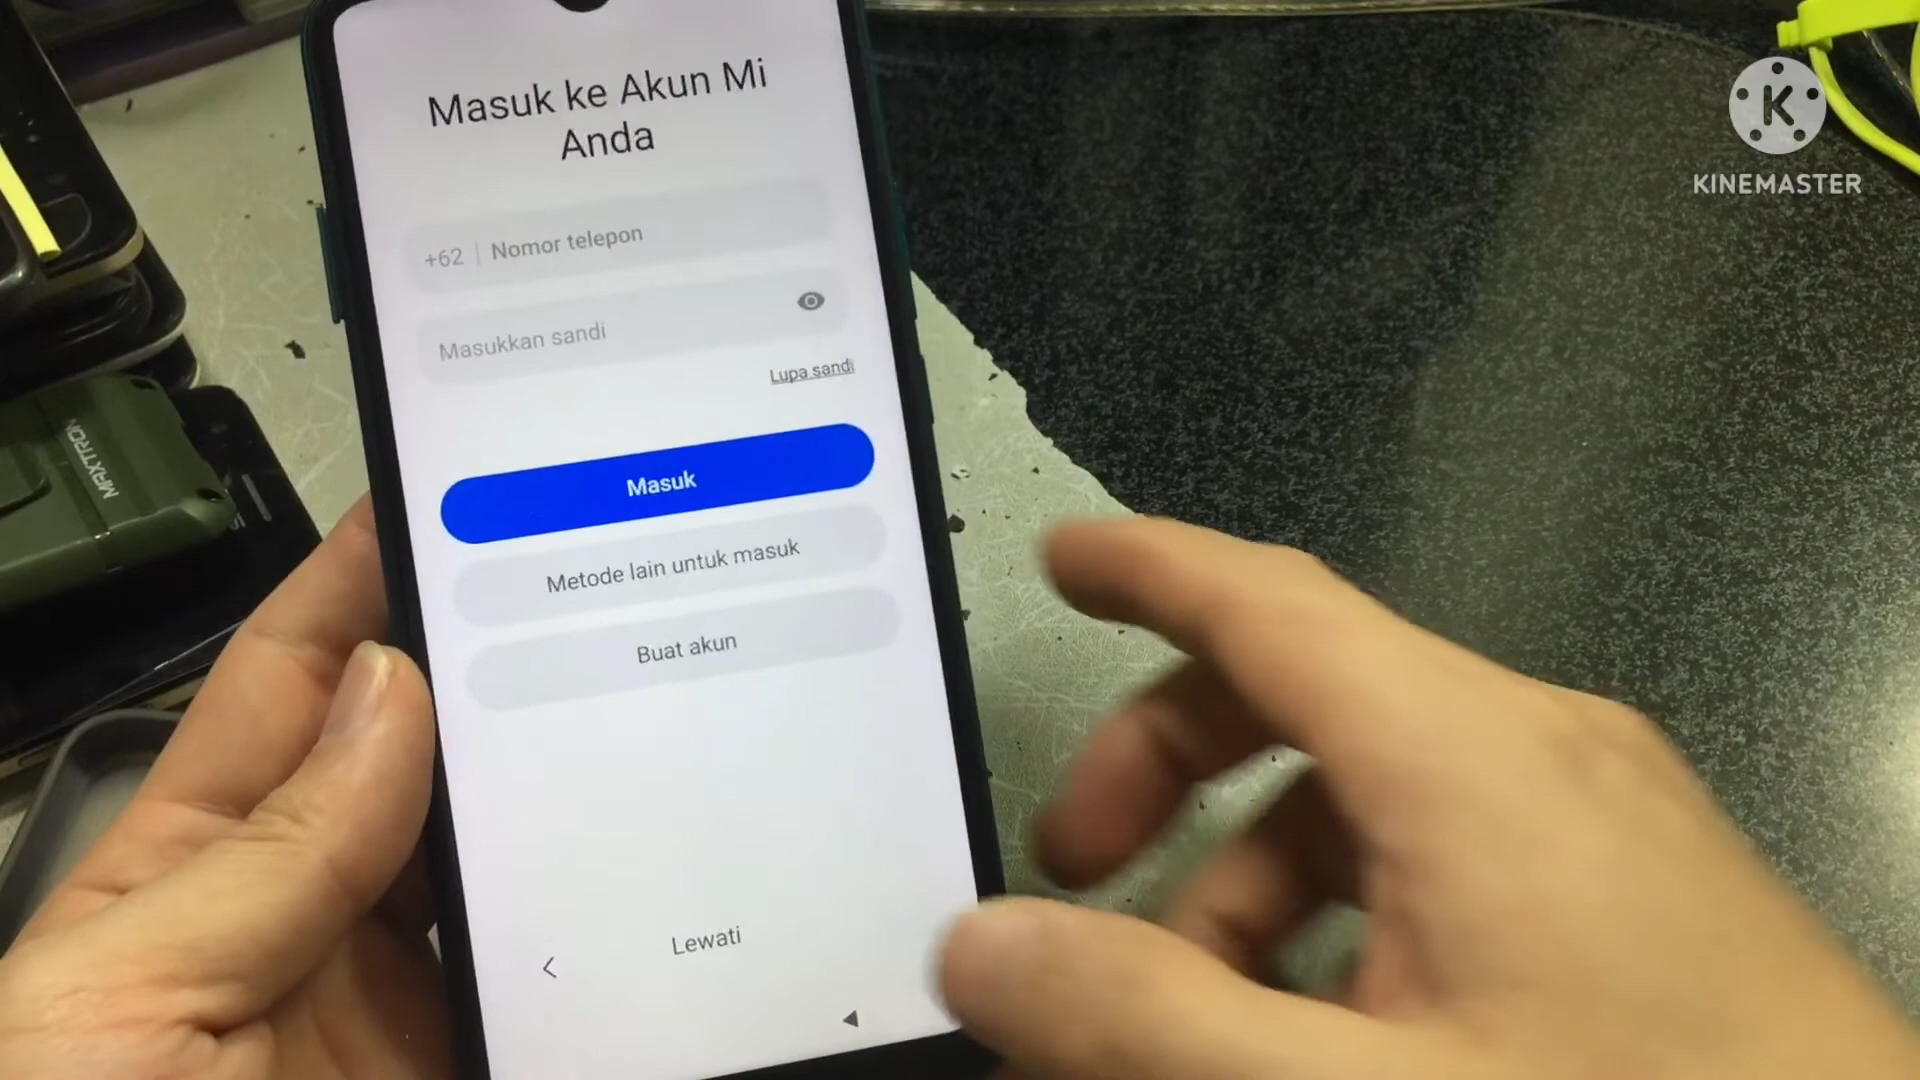 Masuk ke Akun Mi
Anda
+62 | Nomor telepon
Masukkan sandi
Lupa sandi
Masuk
Metode lain untuk masuk
Buat akun
Lewati
K
KINEMASTER
MAXTRON